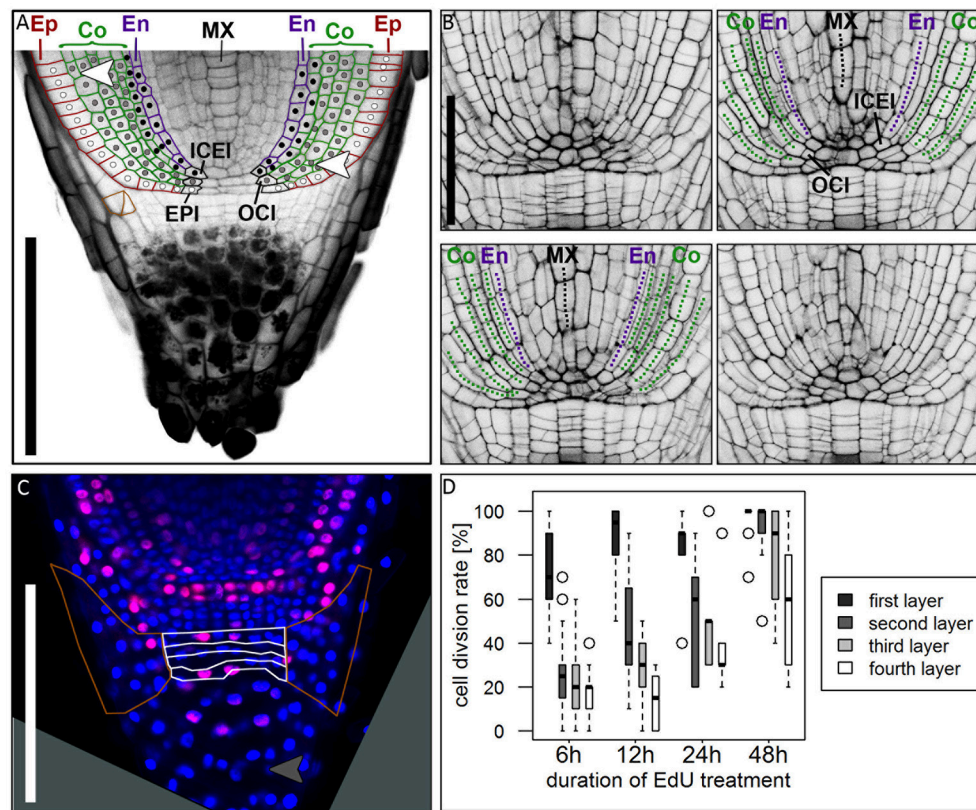 A
Ep
Co
En
MX
En
Co
Ep
ICEI
EPI
OCI
B
Co
En
MX
En
Co
ICEI
OCI
Co
En
MX
En
Co
C
D
100
80
60
40
20
0
cell divsion rate [%]
6h
12h
24h
48h
duration of EdU treatment
first layer
second layer
third layer
fourth layer